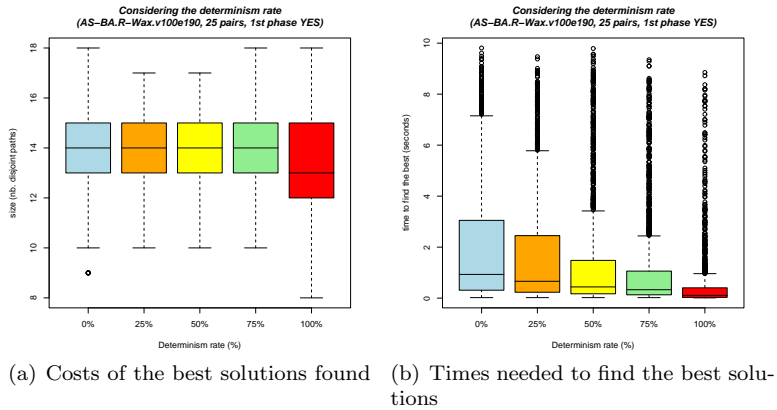 Considering the determinism rate
(AS−BA.R−Wax.v100e190, 25 pairs, 1st phase YES)
size (nb. disjoint paths)
18
16
14
12
10
8
0%
25%
50%
75%
100%
Determinism rate (%)
(a) Costs of the best solutions found
Considering the determinism rate
(AS−BA.R−Wax.v100e190, 25 pairs, 1st phase YES)
time to find the best (seconds)
10
8
6
4
2
0
0%
25%
50%
75%
100%
Determinism rate (%)
(b) Times needed to find the best solu-
tions